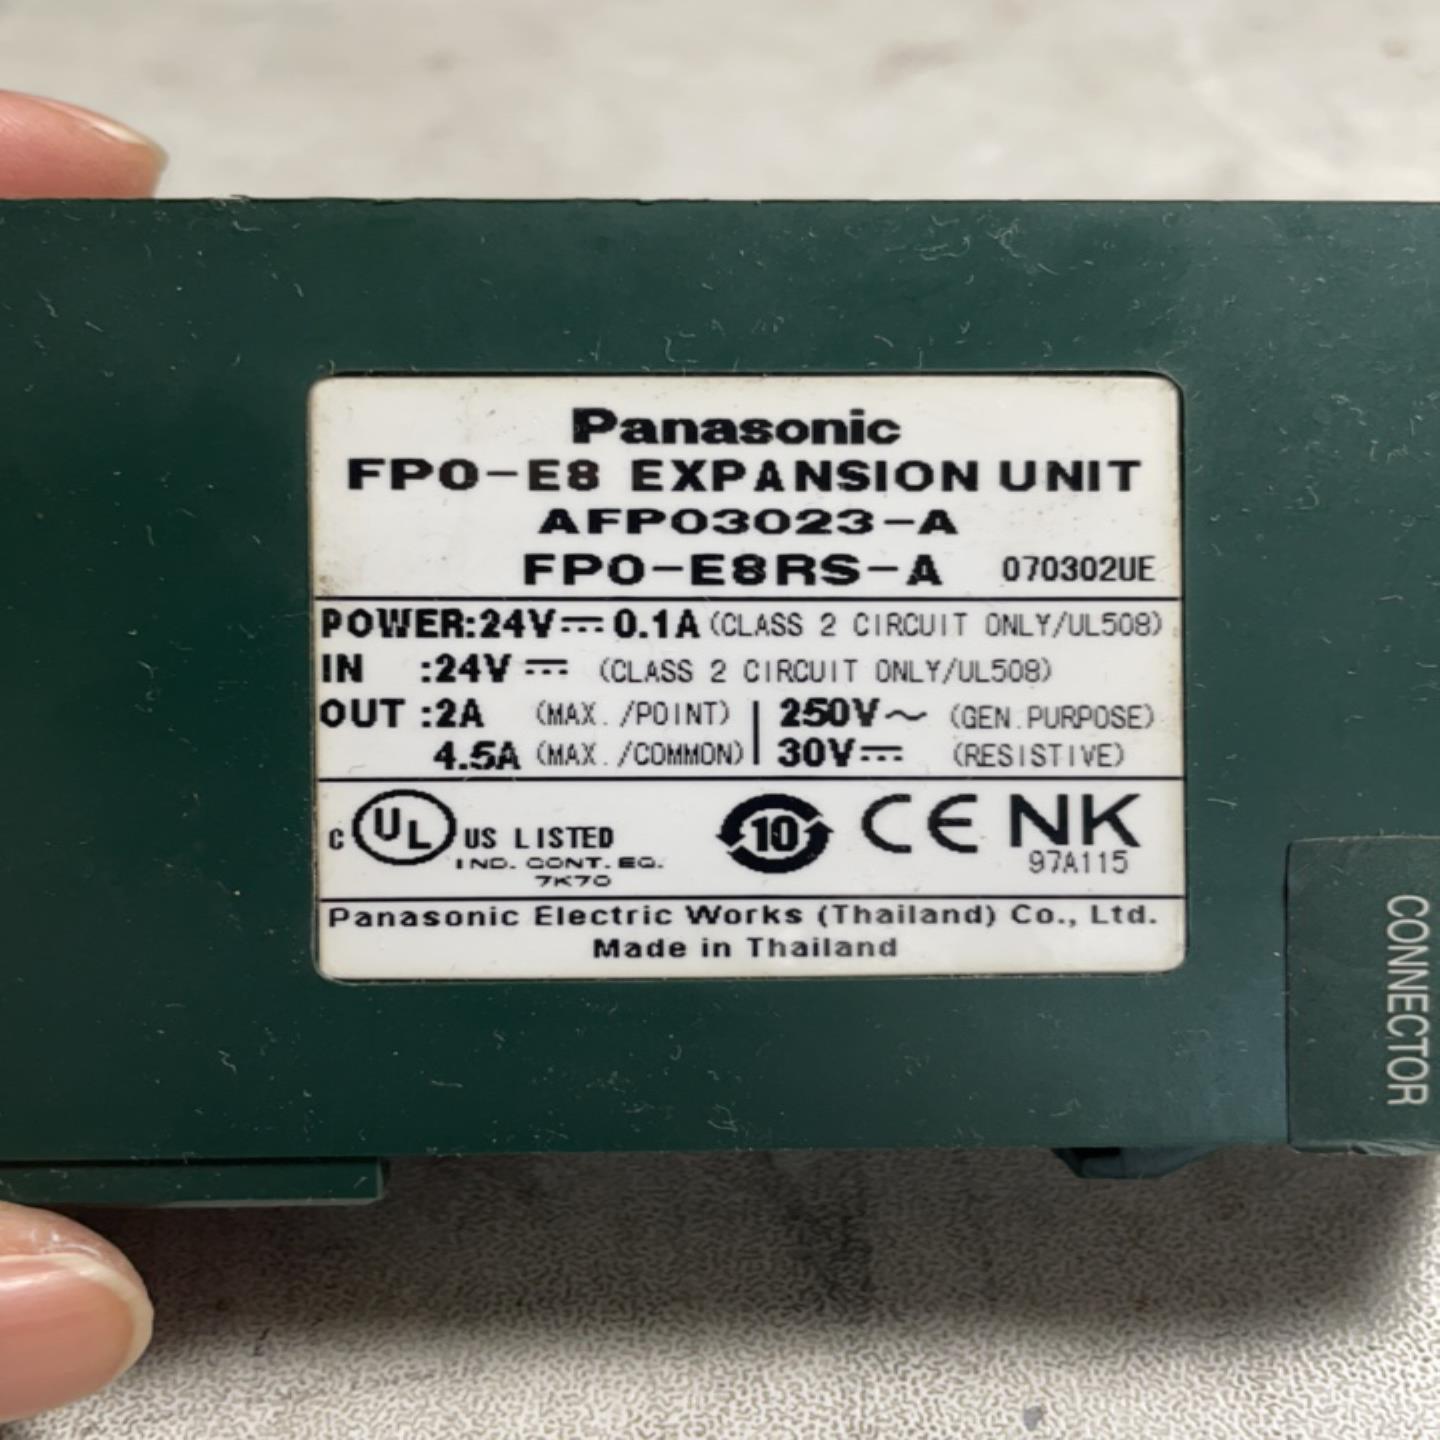 Panasonic
FP0-E8 EXPANSION UNIT
AFP03023-A
FP0-E8RS-A 070302UE
POWER:24V⎓0.1A (CLASS 2 CIRCUIT ONLY/UL508)
IN :24V⎓ (CLASS 2 CIRCUIT ONLY/UL508)
OUT :2A (MAX./POINT) | 250V~ (GEN.PURPOSE)
4.5A (MAX./COMMON) | 30V⎓ (RESISTIVE)
c UL US LISTED 10 CE NK
IND. CONT. EQ. 97A115
7K70
Panasonic Electric Works (Thailand) Co., Ltd.
Made in Thailand
CONNECTOR